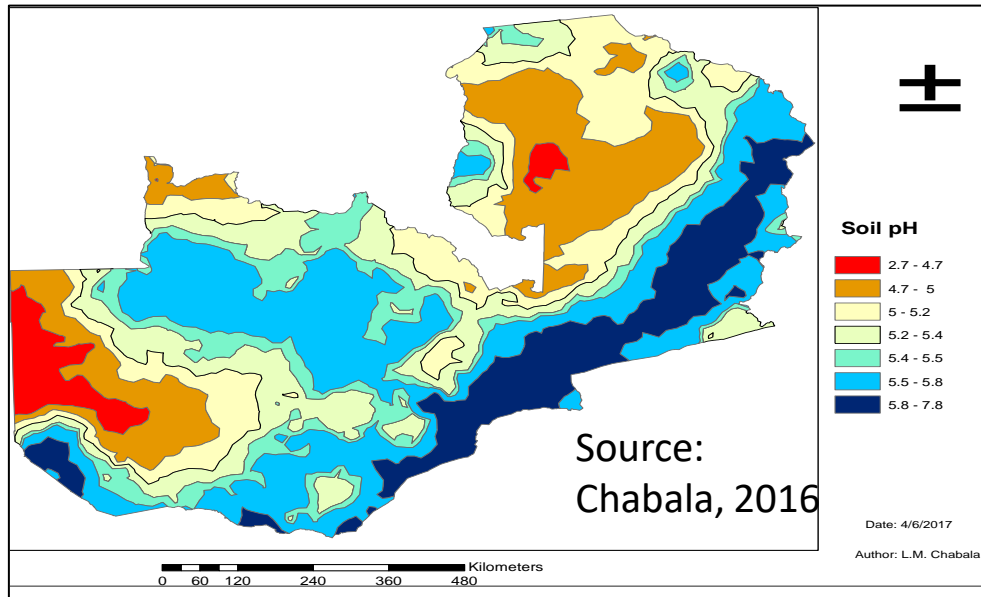 Soil pH
2.7 - 4.7
4.7 - 5
5 - 5.2
5.2 - 5.4
5.4 - 5.5
5.5 - 5.8
5.8 - 7.8
Source:
Chabala, 2016
Date: 4/6/2017
Author: L.M. Chabala
Kilometers
0 60 120 240 360 480